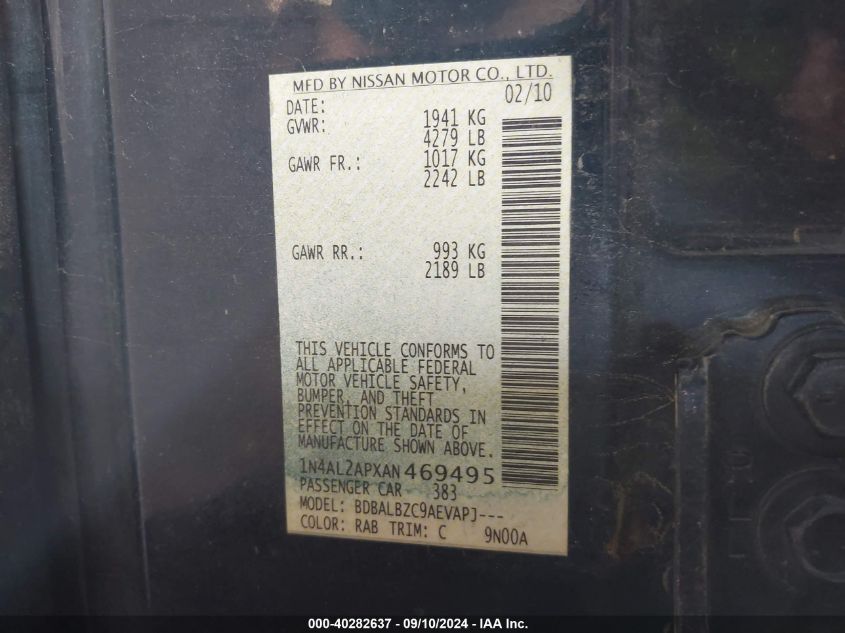 MFD BY NISSAN MOTOR CO., LTD.
DATE: 02/10
GVWR: 1941 KG
4279 LB
GAWR FR.: 1017 KG
2242 LB
GAWR RR.: 993 KG
2189 LB
THIS VEHICLE CONFORMS TO
ALL APPLICABLE FEDERAL
MOTOR VEHICLE SAFETY,
BUMPER, AND THEFT
PREVENTION STANDARDS IN
EFFECT ON THE DATE OF
MANUFACTURE SHOWN ABOVE.
1N4AL2APXAN469495
PASSENGER CAR 383
MODEL: BDBALBZC9AEVAPJ---
COLOR: RAB TRIM: C 9N00A
000-40282637 - 09/10/2024 - IAA Inc.